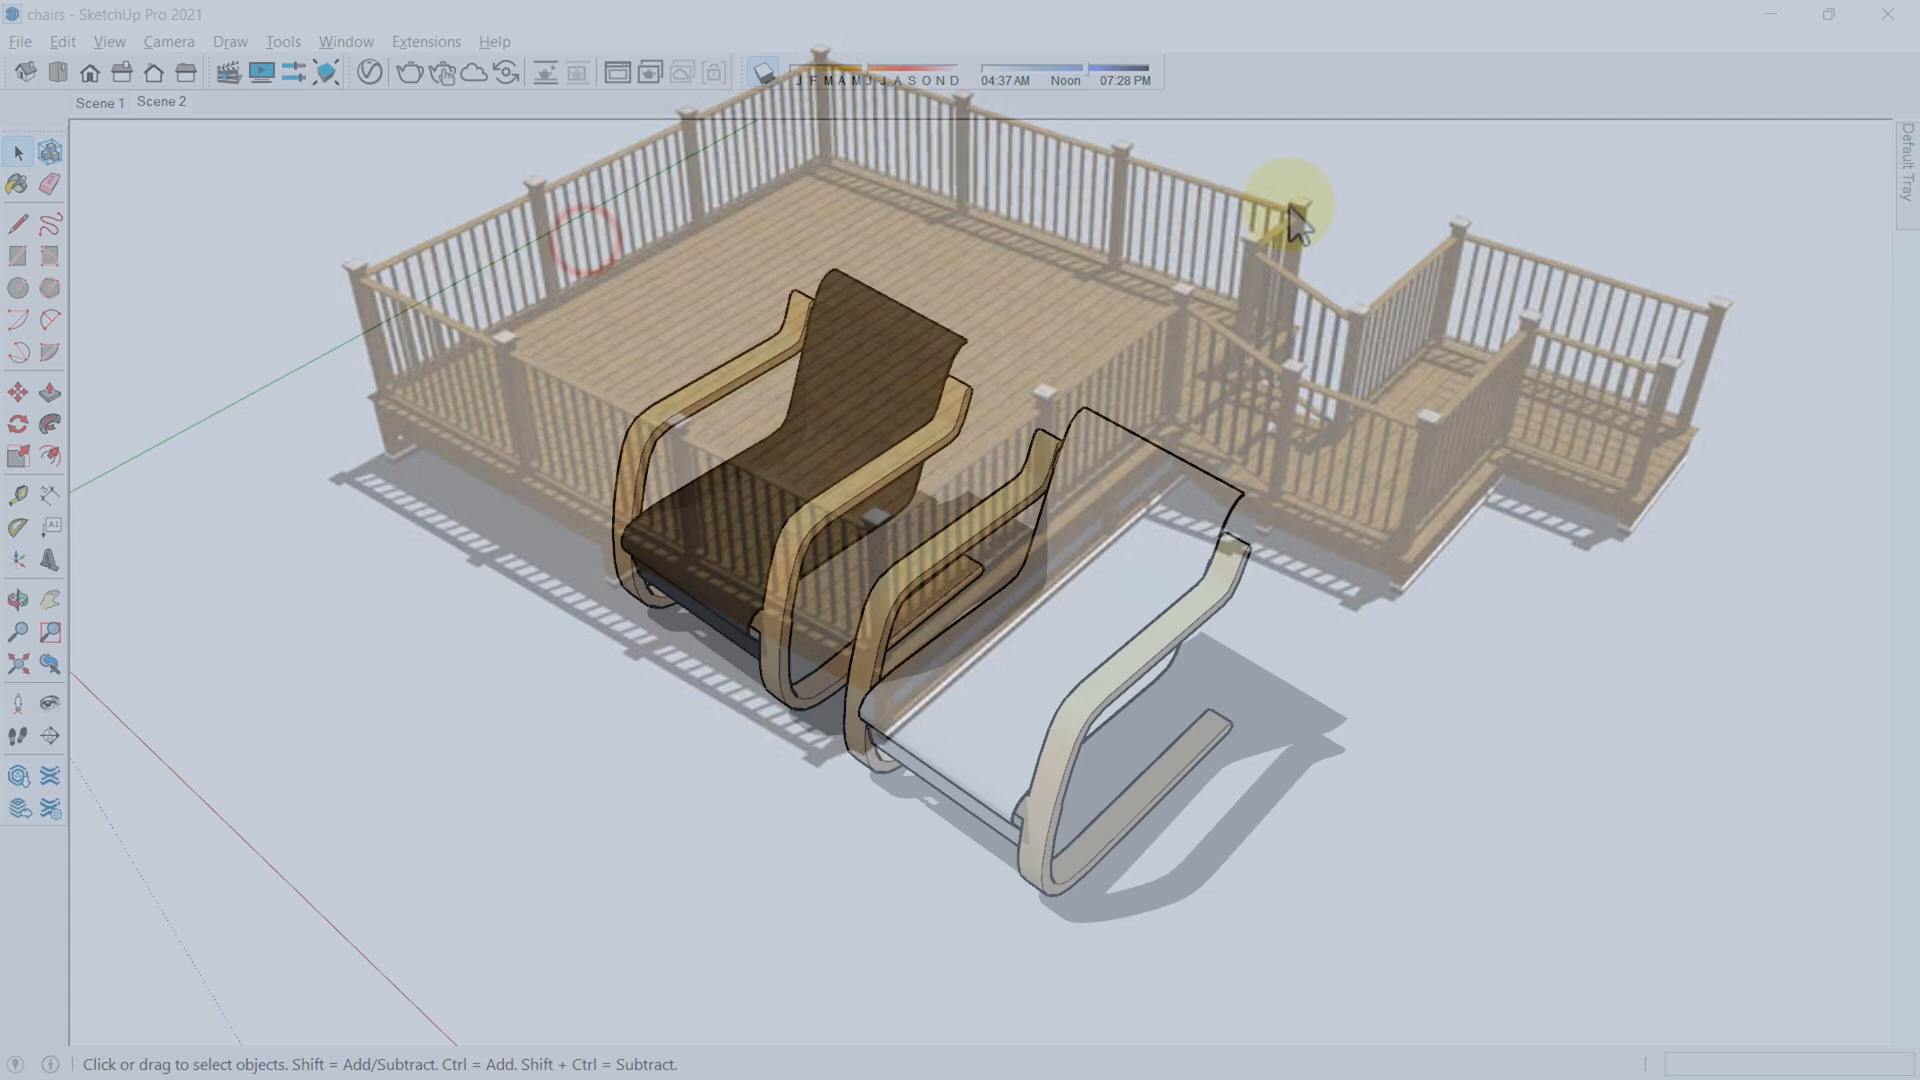 chairs - SketchUp Pro 2021
File Edit View Camera Draw Tools Window Extensions Help
J F M A M J J A S O N D 04:37 AM Noon 07:28 PM
Scene 1 Scene 2
Default Tray
A1
Click or drag to select objects. Shift = Add/Subtract. Ctrl = Add. Shift + Ctrl = Subtract.